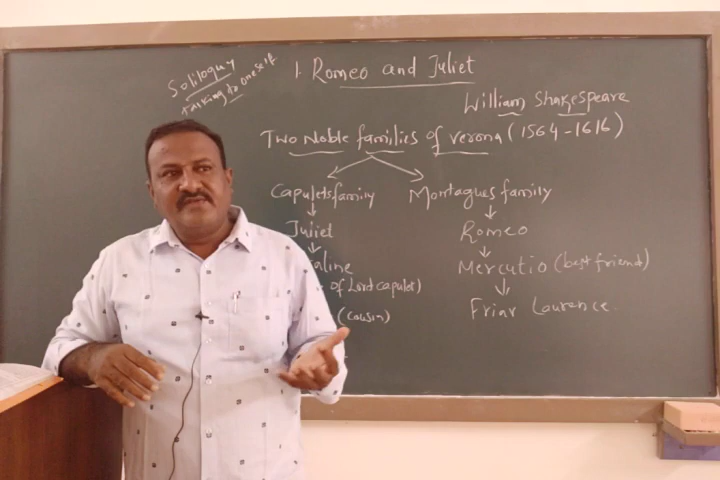 Soliloquy
talking to oneself
1. Romeo and Juliet
William Shakespeare
Two Noble families of verona (1564-1616)
Capulets family
Montagues family
Juliet
Romeo
Mercutio (best friend)
of Lord capulet)
Friar Laurence
(cousin)